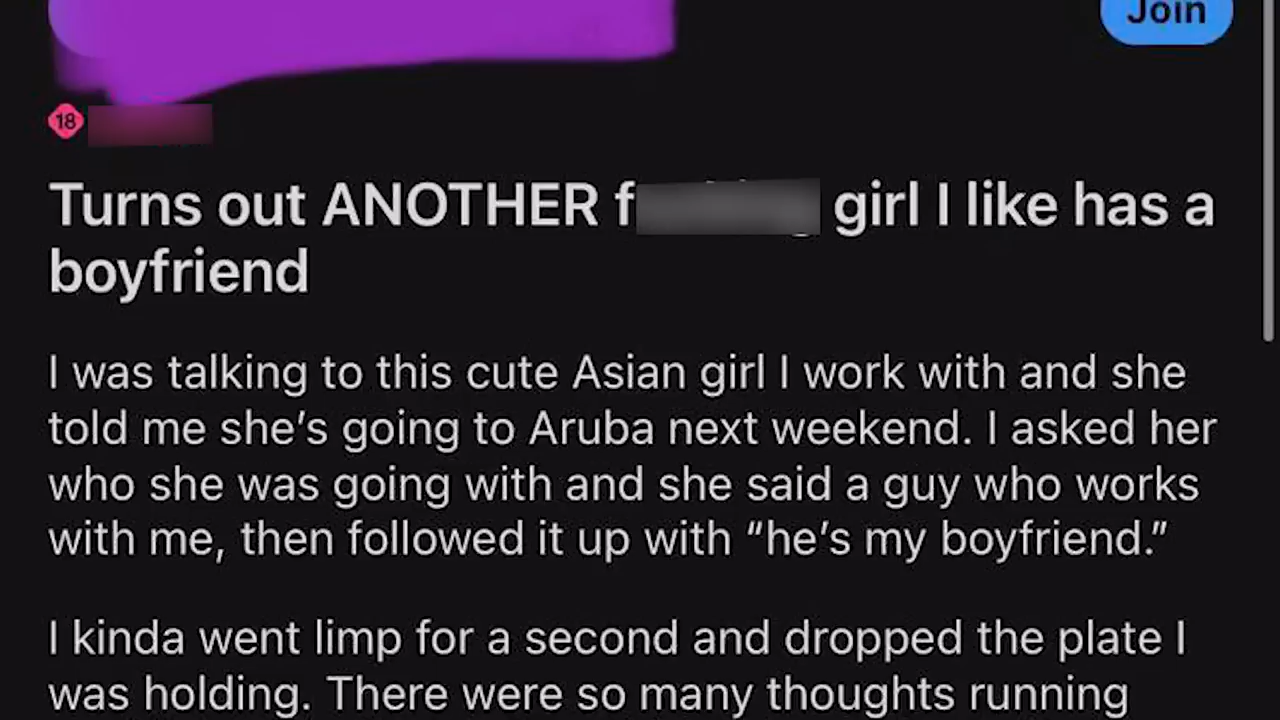 Join
18
Turns out ANOTHER f girl I like has a
boyfriend
I was talking to this cute Asian girl I work with and she
told me she’s going to Aruba next weekend. I asked her
who she was going with and she said a guy who works
with me, then followed it up with “he’s my boyfriend.”
I kinda went limp for a second and dropped the plate I
was holding. There were so many thoughts running